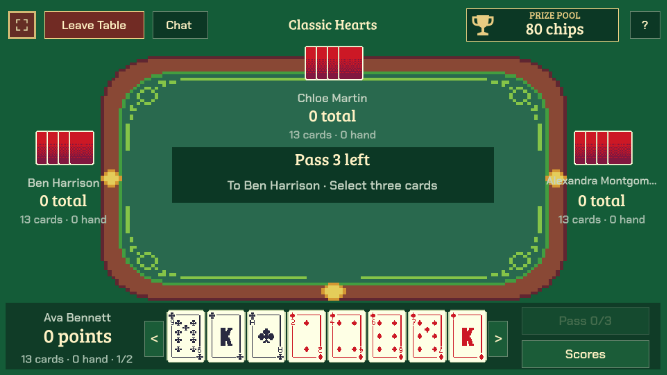 Leave Table
Chat
Classic Hearts
PRIZE POOL
80 chips
?
Chloe Martin
0 total
13 cards · 0 hand
Pass 3 left
To Ben Harrison · Select three cards
Ben Harrison
0 total
13 cards · 0 hand
Montgom...
0 total
13 cards · 0 hand
Ava Bennett
0 points
13 cards · 0 hand · 1/2
<
K
K
>
Pass 0/3
Scores